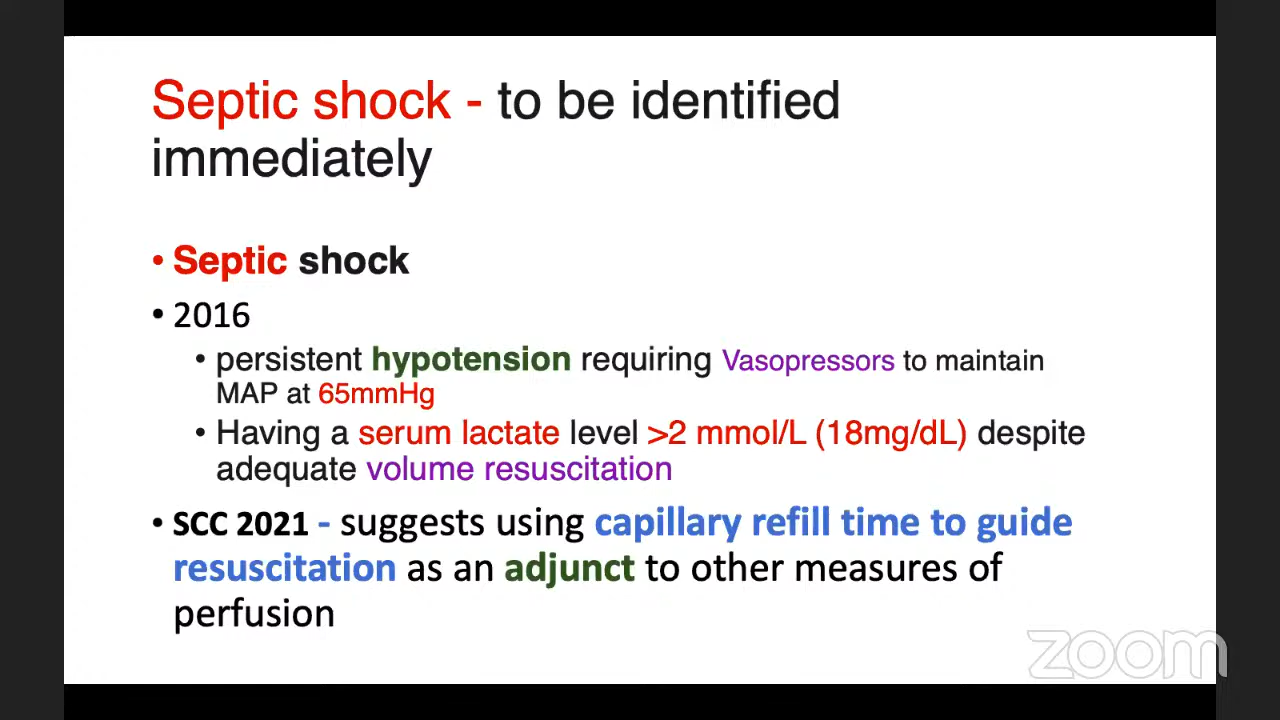 Septic shock - to be identified
immediately
• Septic shock
• 2016
• persistent hypotension requiring Vasopressors to maintain
MAP at 65mmHg
• Having a serum lactate level >2 mmol/L (18mg/dL) despite
adequate volume resuscitation
• SCC 2021 - suggests using capillary refill time to guide
resuscitation as an adjunct to other measures of
perfusion
zoom